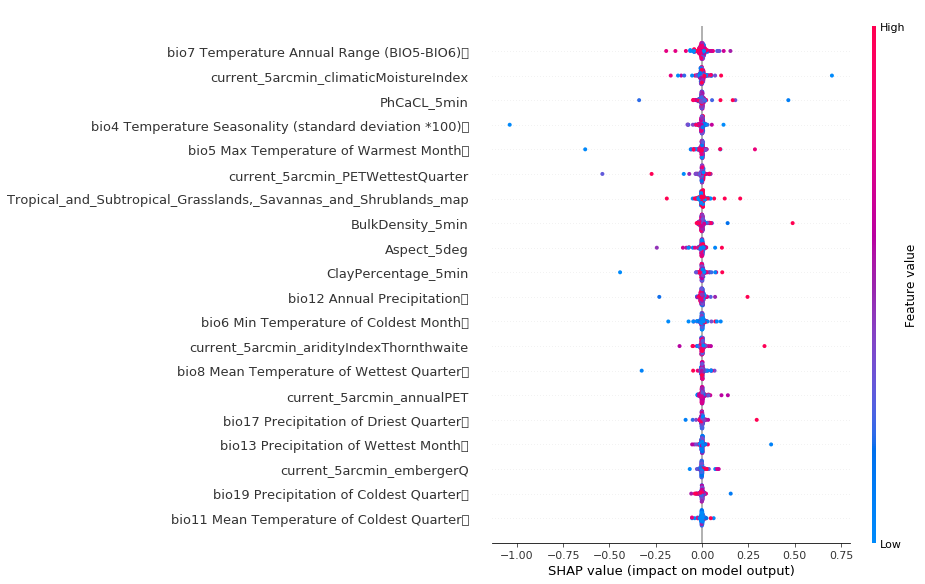 High
bio7 Temperature Annual Range (BIO5-BIO6)
current_5arcmin_climaticMoistureIndex
PhCaCL_5min
bio4 Temperature Seasonality (standard deviation *100)
bio5 Max Temperature of Warmest Month
current_5arcmin_PETWettestQuarter
Tropical_and_Subtropical_Grasslands,_Savannas_and_Shrublands_map
BulkDensity_5min
Aspect_5deg
ClayPercentage_5min
bio12 Annual Precipitation
bio6 Min Temperature of Coldest Month
current_5arcmin_aridityIndexThornthwaite
bio8 Mean Temperature of Wettest Quarter
current_5arcmin_annualPET
bio17 Precipitation of Driest Quarter
bio13 Precipitation of Wettest Month
current_5arcmin_embergerQ
bio19 Precipitation of Coldest Quarter
bio11 Mean Temperature of Coldest Quarter
Feature value
Low
−1.00 −0.75 −0.50 −0.25 0.00 0.25 0.50 0.75
SHAP value (impact on model output)